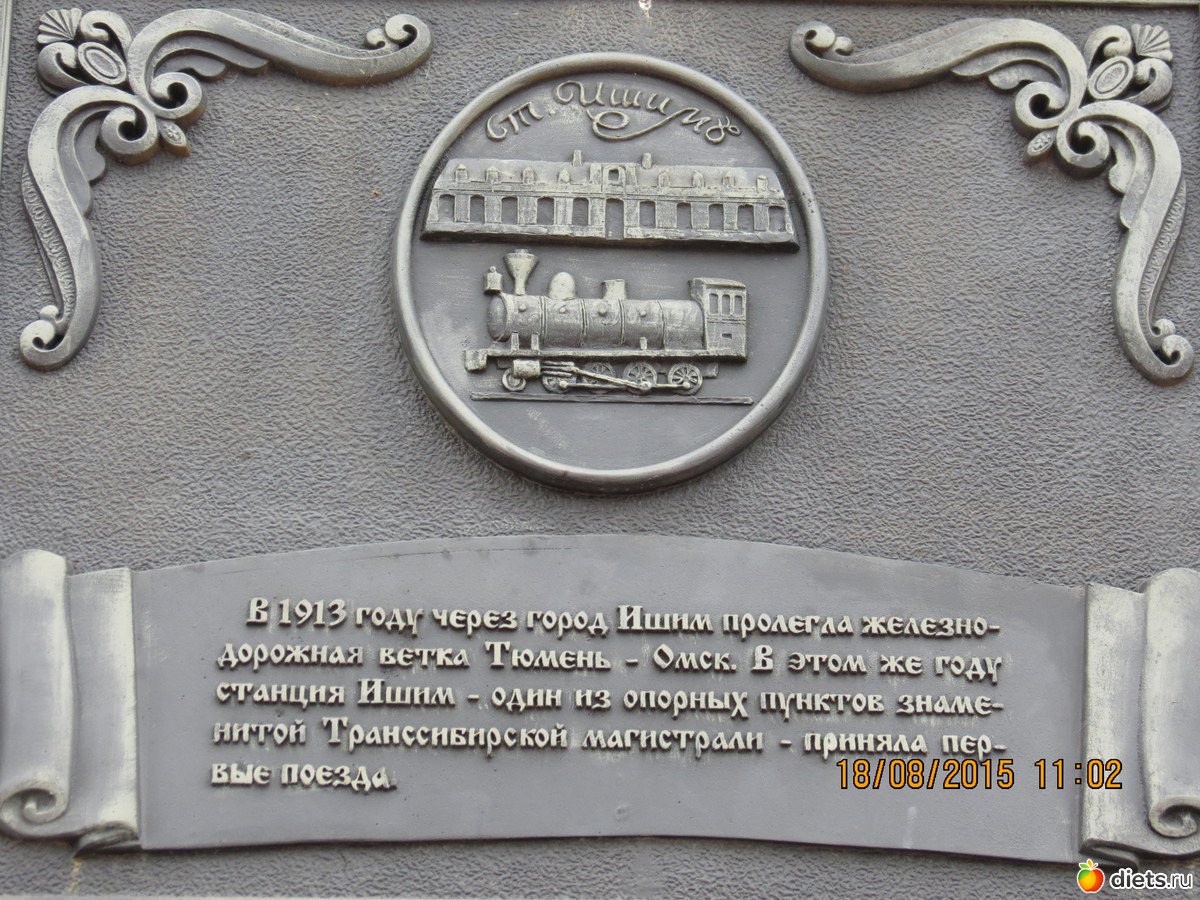 ст. Ишимъ
В 1913 году через город Ишим пролегла железно-
дорожная ветка Тюмень - Омск. В этом же году
станция Ишим - один из опорных пунктов знаме-
нитой Транссибирской магистрали - приняла пер-
вые поезда.
18/08/2015 11:02
diets.ru